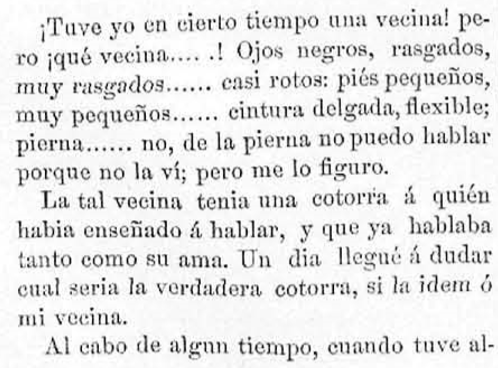 ¡Tuve yo en cierto tiempo una vecina! pe-
ro ¡qué vecina.... .! Ojos negros, rasgados,
muy rasgados...... casi rotos: piés pequeños,
muy pequeños...... cintura delgada, flexible;
pierna...... no, de la pierna no puedo hablar
porque no la ví; pero me lo figuro.
La tal vecina tenia una cotorra á quién
habia enseñado á hablar, y que ya hablaba
tanto como su ama. Un dia llegué á dudar
cual seria la verdadera cotorra, si la idem ó
mi vecina.
Al cabo de algun tiempo, cuando tuve al-